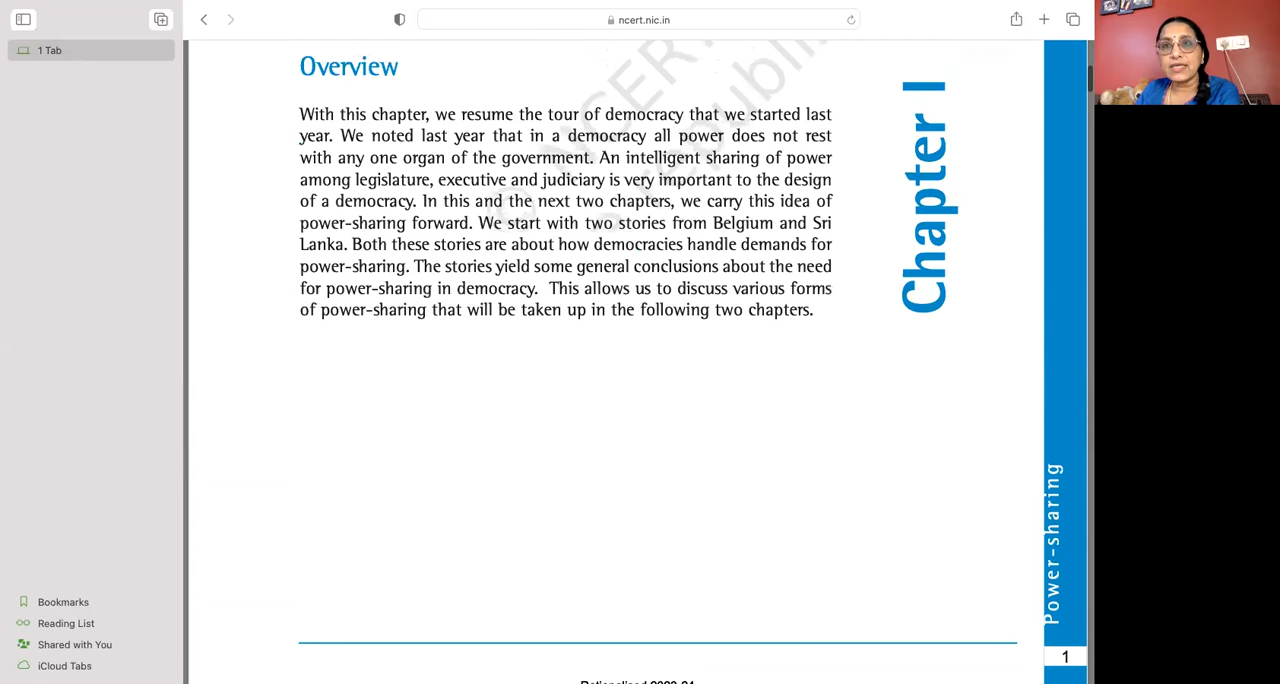 1 Tab
ncert.nic.in
Overview
With this chapter, we resume the tour of democracy that we started last
year. We noted last year that in a democracy all power does not rest
with any one organ of the government. An intelligent sharing of power
among legislature, executive and judiciary is very important to the design
of a democracy. In this and the next two chapters, we carry this idea of
power-sharing forward. We start with two stories from Belgium and Sri
Lanka. Both these stories are about how democracies handle demands for
power-sharing. The stories yield some general conclusions about the need
for power-sharing in democracy. This allows us to discuss various forms
of power-sharing that will be taken up in the following two chapters.
© NCERT
Chapter I
Power-sharing
1
Bookmarks
Reading List
Shared with You
iCloud Tabs